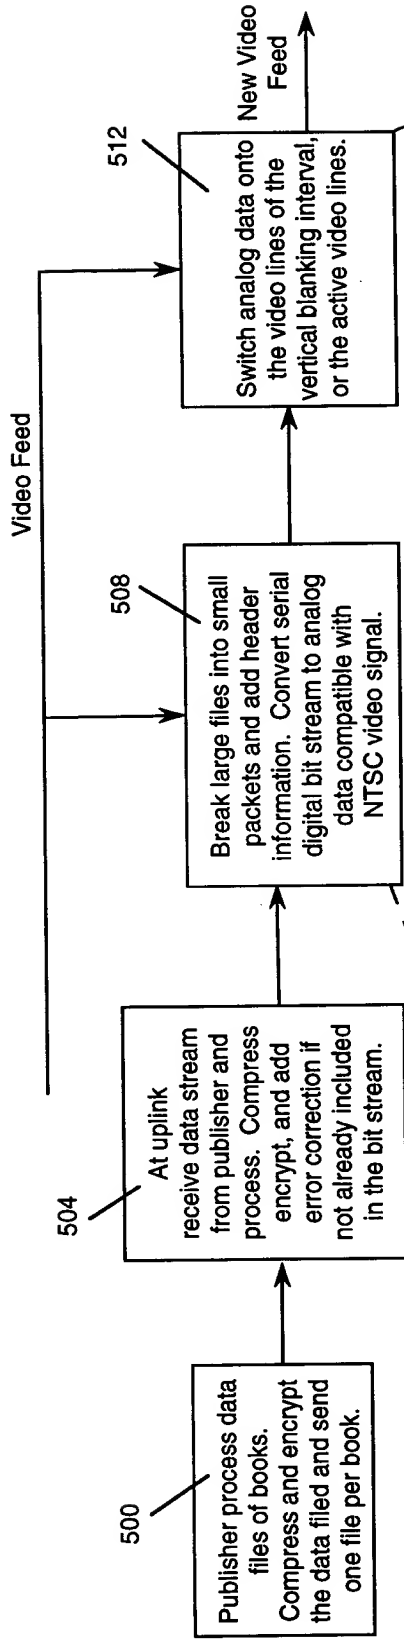 500
Publisher process data
files of books.
Compress and encrypt
the data filed and send
one file per book.
504
At uplink
receive data stream
from publisher and
process. Compress
encrypt, and add
error correction if
not already included
in the bit stream.
Video Feed
508
Break large files into small
packets and add header
information. Convert serial
digital bit stream to analog
data compatible with
NTSC video signal.
512
Switch analog data onto
the video lines of the
vertical blanking interval,
or the active video lines.
New Video
Feed